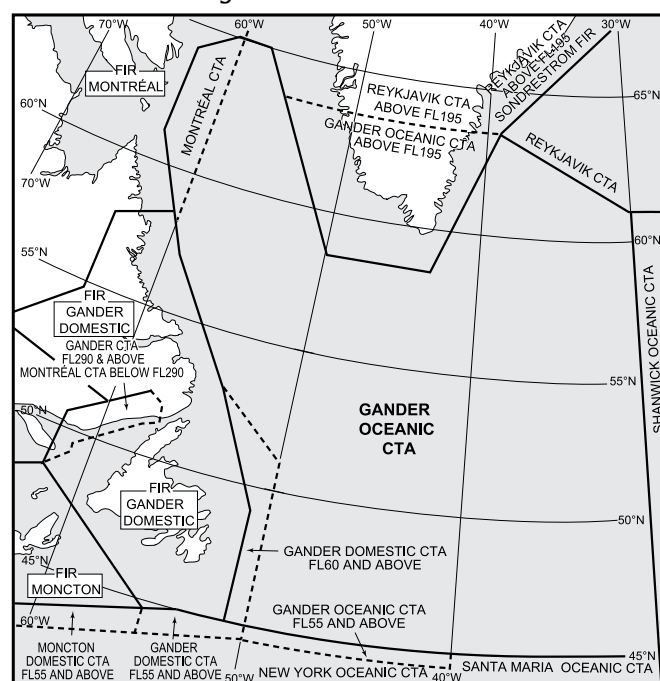 70°W
60°W
50°W
40°W
30°W
FIR
MONTRÉAL
MONTRÉAL CTA
REYKJAVIK CTA
ABOVE FL195
GANDER OCEANIC CTA
ABOVE FL195
REYKJAVIK CTA
ABOVE FL195
SONDRESTROM FIR
65°N
60°N
REYKJAVIK CTA
70°W
60°N
55°N
FIR
GANDER
DOMESTIC
GANDER CTA
FL290 & ABOVE
MONTRÉAL CTA BELOW FL290
SHANWICK OCEANIC CTA
55°N
GANDER
OCEANIC
CTA
50°N
FIR
GANDER
DOMESTIC
50°N
GANDER DOMESTIC CTA
FL60 AND ABOVE
45°N
FIR
MONCTON
GANDER OCEANIC CTA
FL55 AND ABOVE
60°W
MONCTON
DOMESTIC CTA
FL55 AND ABOVE
GANDER
DOMESTIC CTA
FL55 AND ABOVE
50°W
NEW YORK OCEANIC CTA
40°W
SANTA MARIA OCEANIC CTA
45°N